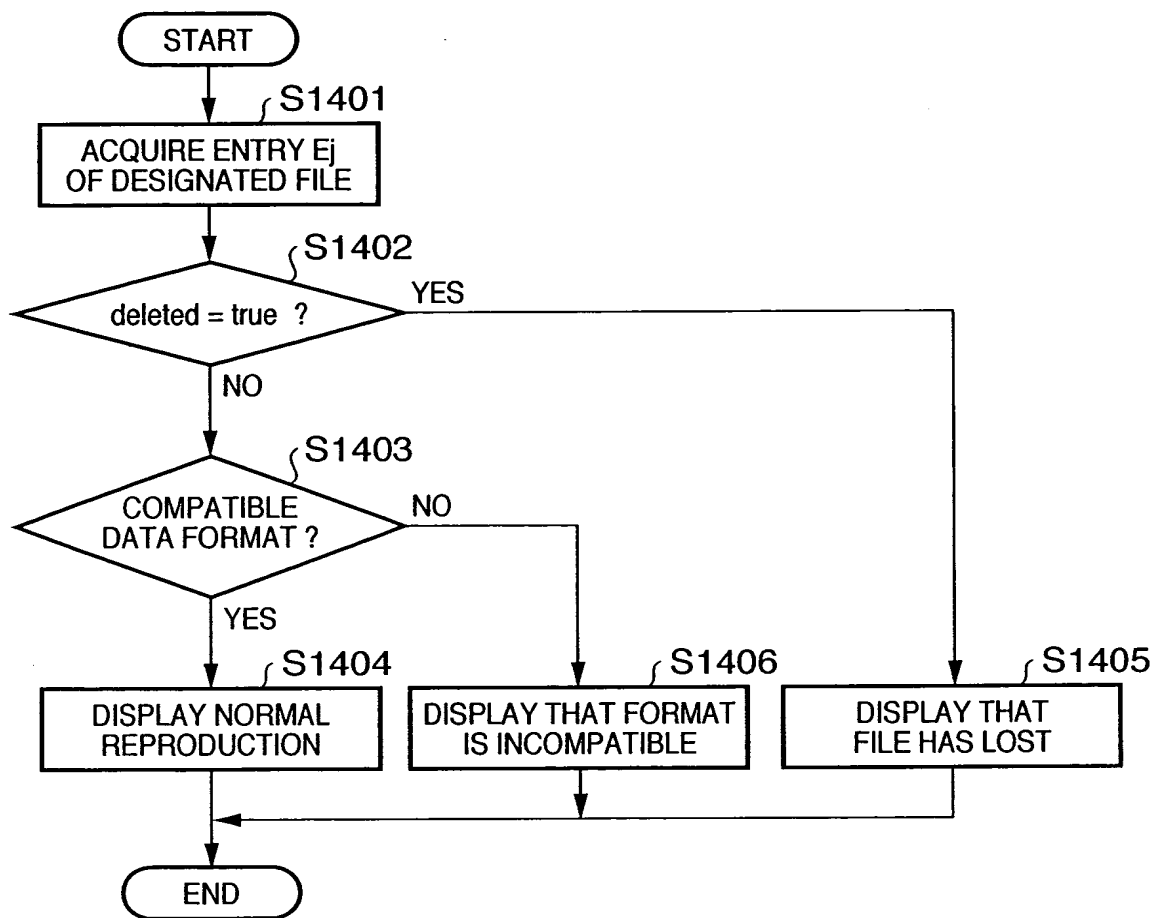 START
S1401
ACQUIRE ENTRY Ej
OF DESIGNATED FILE
S1402
deleted = true ?
YES
NO
S1403
COMPATIBLE
DATA FORMAT ?
NO
YES
S1404
DISPLAY NORMAL
REPRODUCTION
S1406
DISPLAY THAT FORMAT
IS INCOMPATIBLE
S1405
DISPLAY THAT
FILE HAS LOST
END